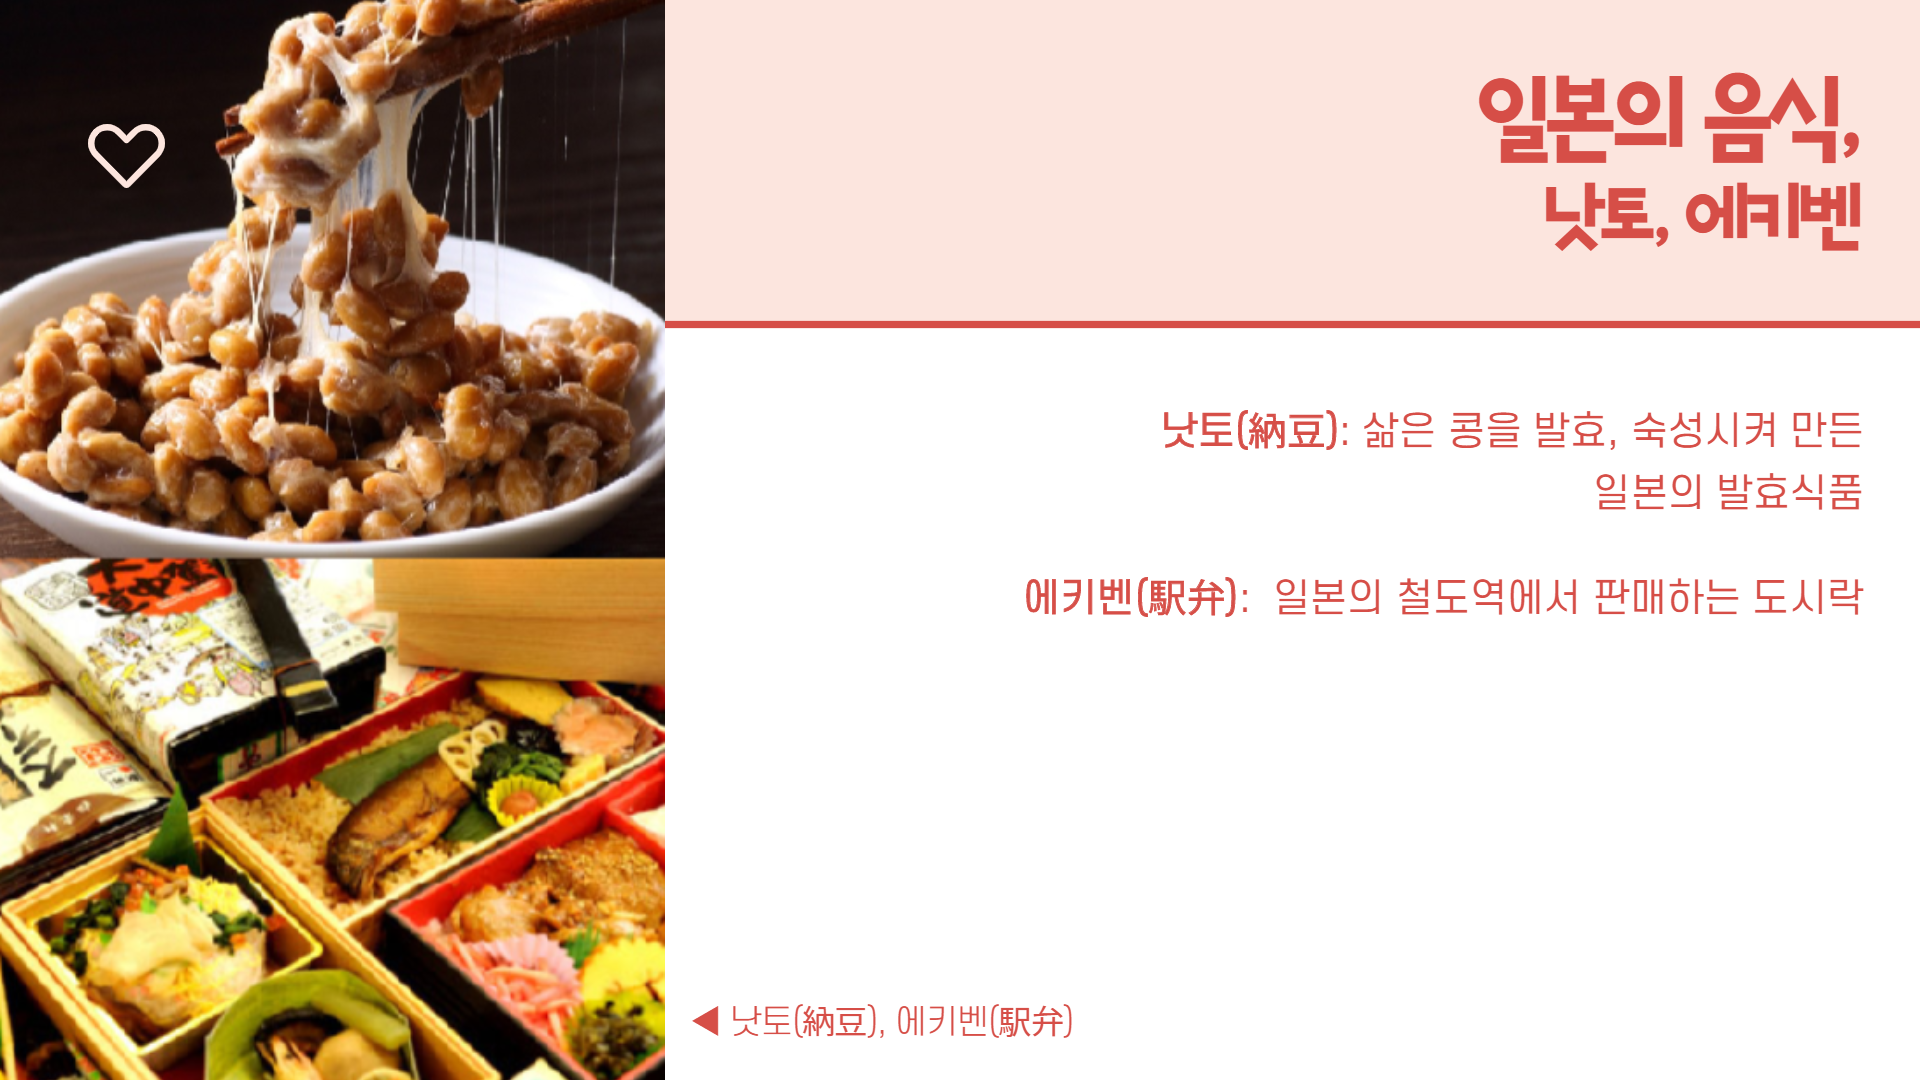 일본의 음식,
낫토, 에키벤
낫토(納豆): 삶은 콩을 발효, 숙성시켜 만든
일본의 발효식품
에키벤(駅弁): 일본의 철도역에서 판매하는 도시락
◀ 낫토(納豆), 에키벤(駅弁)